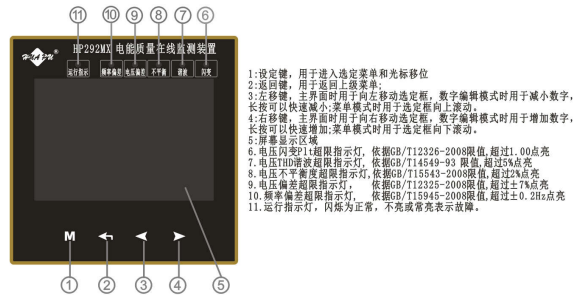 ⑪ ⑩ ⑨ ⑧ ⑦ ⑥
HUABU HP292MX 电能质量在线监测装置
运行指示 频率偏差 电压偏差 不平衡 谐波 闪变
M
① ② ③ ④ ⑤
1:设定键，用于进入选定菜单和光标移位
2:返回键，用于返回上级菜单;
3:左移键，主界面时用于向左移动选定框，数字编辑模式时用于减小数字，
长按可以快速减小;菜单模式时用于选定框向上滚动。
4:右移键，主界面时用于向右移动选定框，数字编辑模式时用于增加数字，
长按可以快速增加;菜单模式时用于选定框向下滚动。
5:屏幕显示区域
6.电压闪变Plt超限指示灯, 依据GB/T12326-2008限值,超过1.00点亮
7.电压THD谐波超限指示灯,依据GB/T14549-93 限值,超过5%点亮
8.电压不平衡度超限指示灯,依据GB/T15543-2008限值,超过2%点亮
9.电压偏差超限指示灯, 依据GB/T12325-2008限值,超过±7%点亮
10.频率偏差超限指示灯, 依据GB/T15945-2008限值,超过±0.2Hz点亮
11.运行指示灯，闪烁为正常，不亮或常亮表示故障。